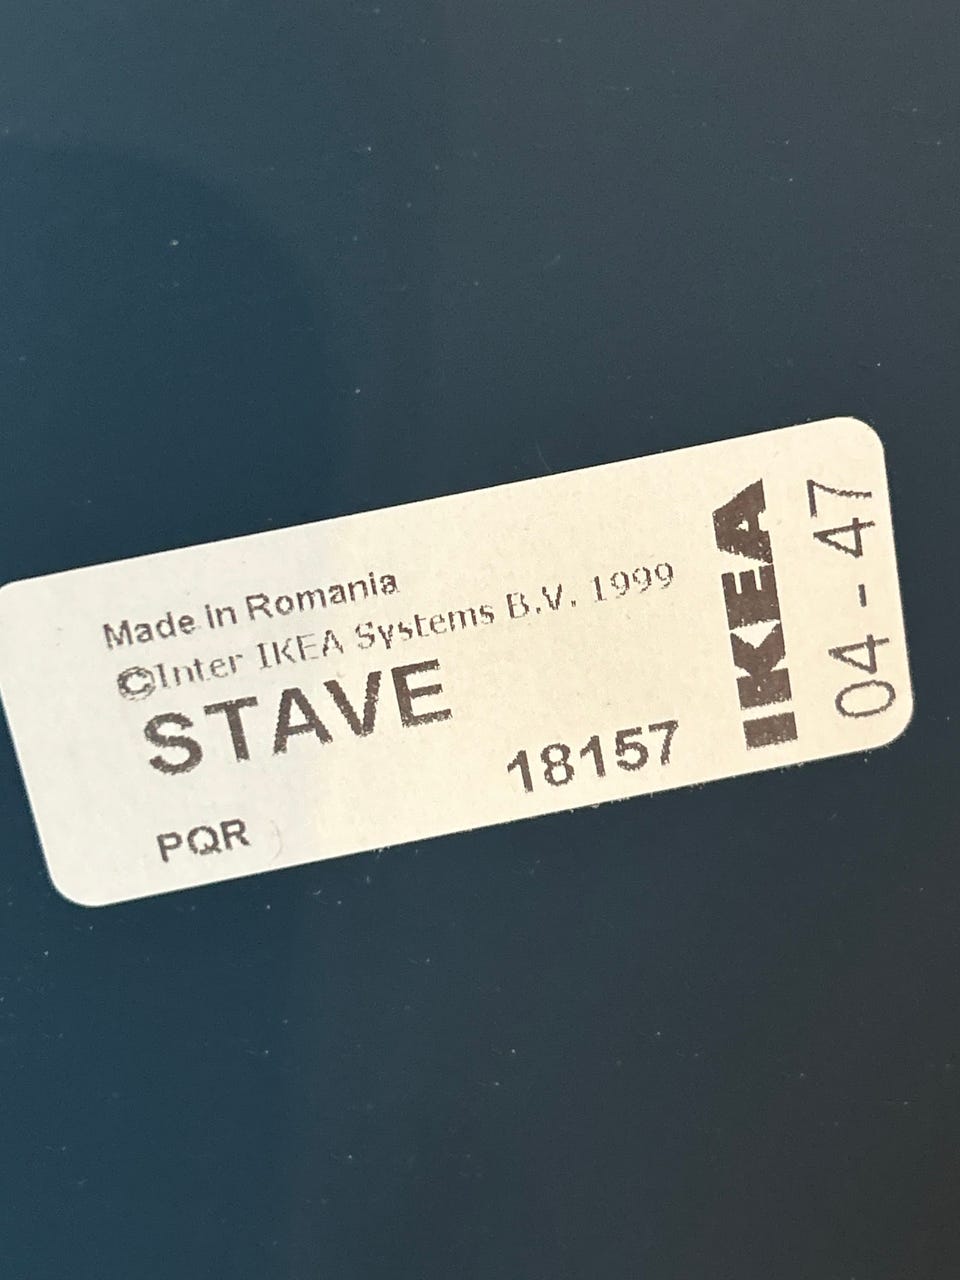 Made in Romania
©Inter IKEA Systems B.V. 1999
STAVE
18157
PQR
IKEA
04-47